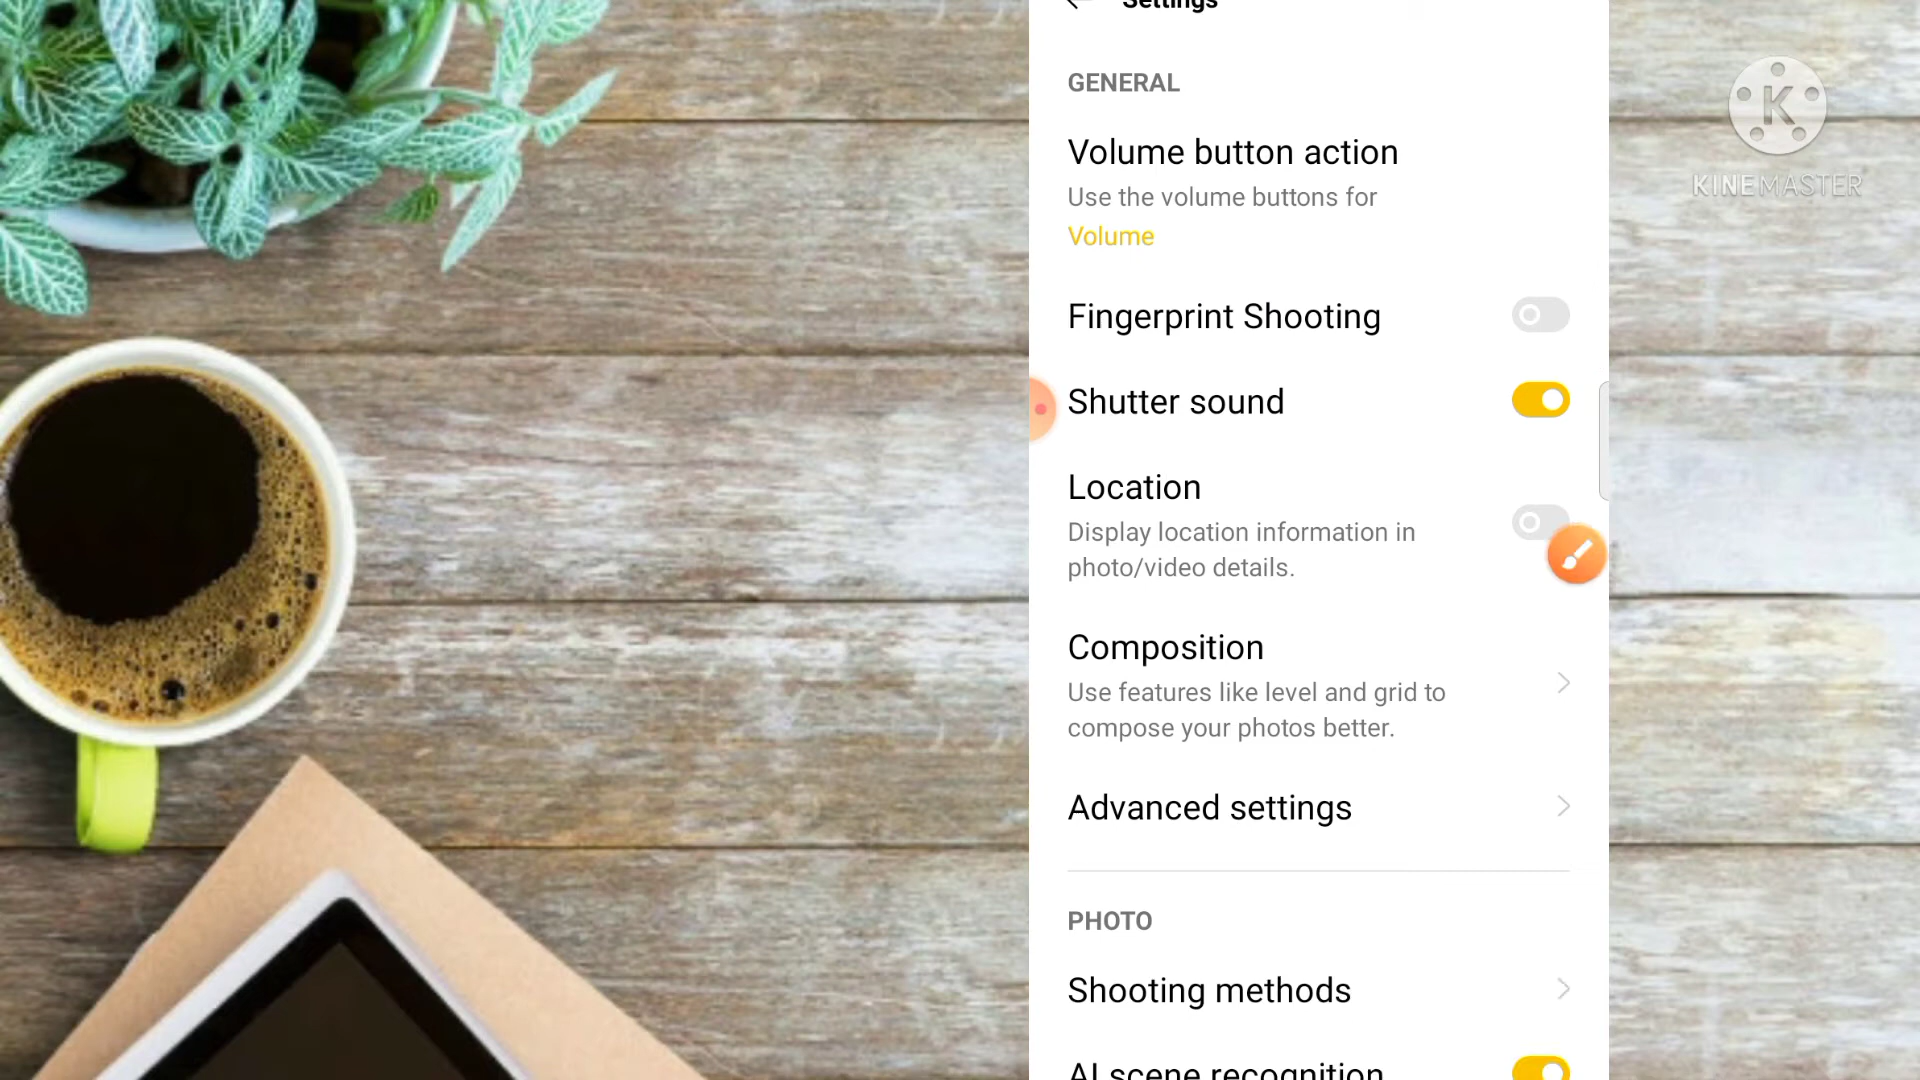 Settings
GENERAL
Volume button action
Use the volume buttons for
Volume
Fingerprint Shooting
Shutter sound
Location
Display location information in
photo/video details.
Composition
Use features like level and grid to
compose your photos better.
Advanced settings
PHOTO
Shooting methods
AI scene recognition
K
KINEMASTER